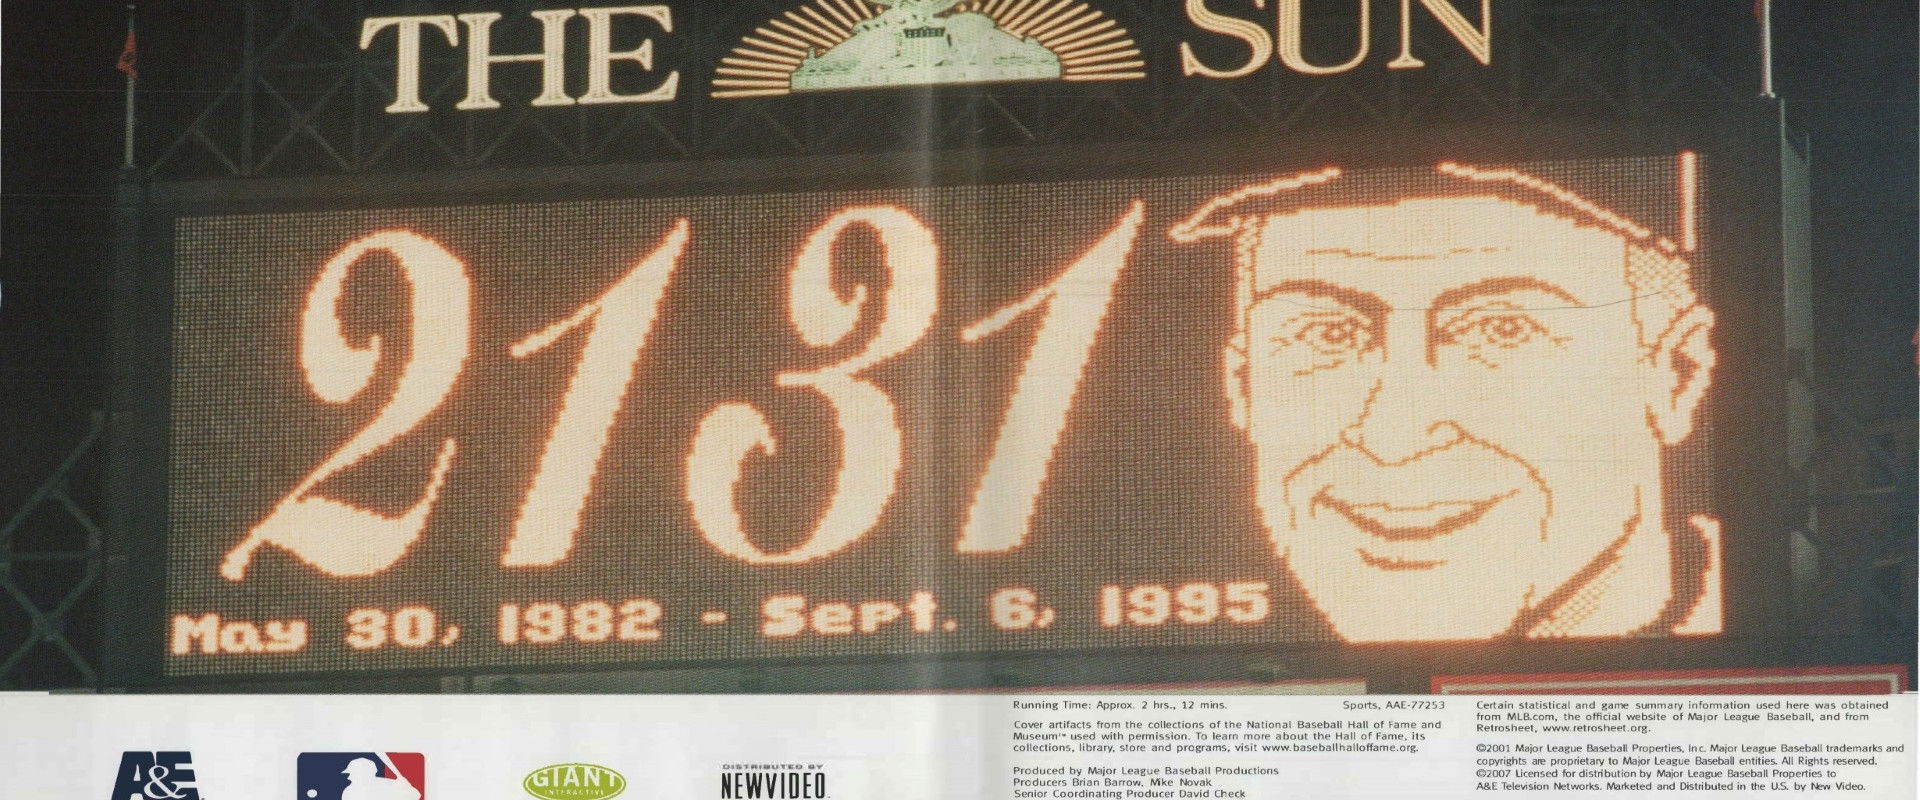 THE SUN
2131
May 30, 1982 - Sept. 6, 1995
Running Time: Approx. 2 hrs., 12 mins. Sports, AAE-77253
Cover artifacts from the collections of the National Baseball Hall of Fame and
Museum™ used with permission. To learn more about the Hall of Fame, its
collections, library, store and programs, visit www.baseballhalloffame.org.
Produced by Major League Baseball Productions
Producers Brian Barrow, Mike Novak
Senior Coordinating Producer David Check
Certain statistical and game summary information used here was obtained
from MLB.com, the official website of Major League Baseball, and from
Retrosheet, www.retrosheet.org.
©2001 Major League Baseball Properties, Inc. Major League Baseball trademarks and
copyrights are proprietary to Major League Baseball entities. All Rights reserved.
©2007 Licensed for distribution by Major League Baseball Properties to
A&E Television Networks. Marketed and Distributed in the U.S. by New Video.
A&E
GIANT
INTERACTIVE
DISTRIBUTED BY
NEWVIDEO